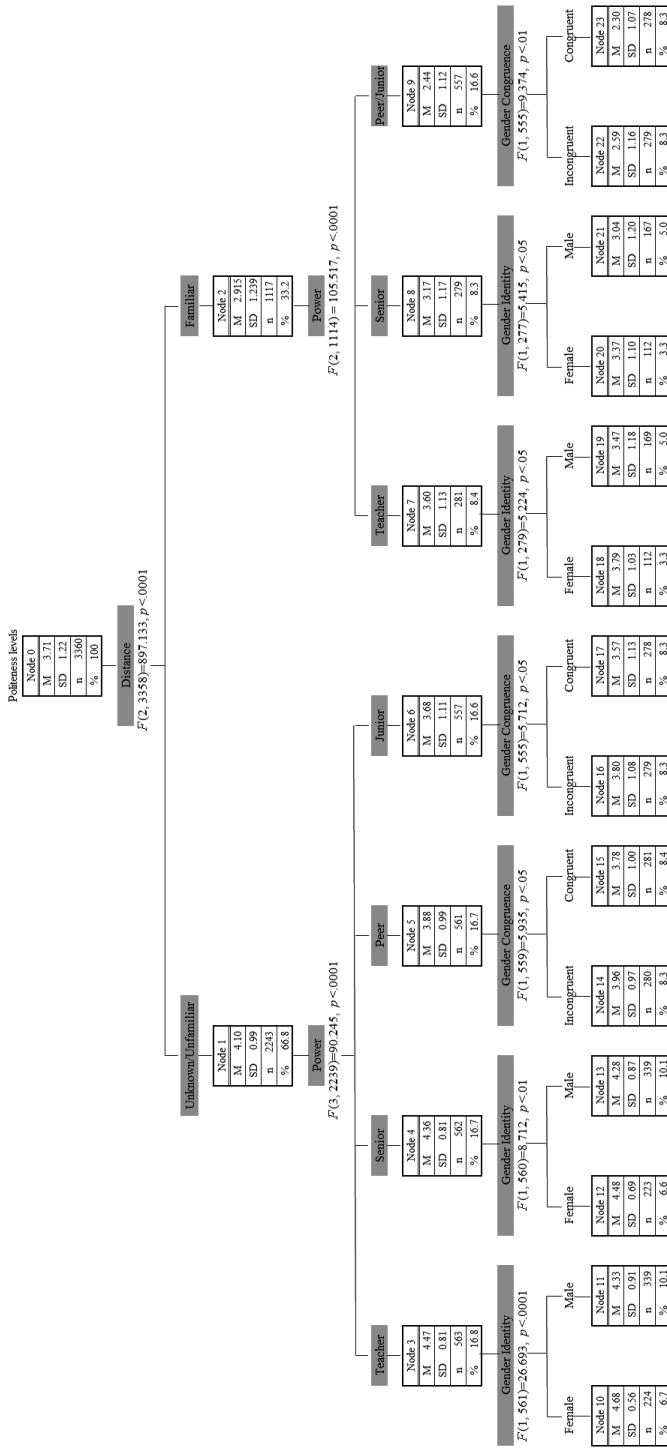 Politeness levels
Node 0
M 3.71
SD 1.22
n 3360
% 100
Distance
F(2, 3358)=897.133, p<.0001
Unknown/Unfamiliar
Node 1
M 4.10
SD 0.99
n 2243
% 66.8
Power
F(3, 2239)=90.245, p<.0001
Familiar
Node 2
M 2.915
SD 1.239
n 1117
% 33.2
Power
F(2, 1114) = 105.517, p<.0001
Teacher
Node 3
M 4.47
SD 0.81
n 563
% 16.8
Gender Identity
F(1, 561)=26.693, p<.0001
Senior
Node 4
M 4.36
SD 0.81
n 562
% 16.7
Gender Identity
F(1, 560)=8,712, p<.01
Peer
Node 5
M 3.88
SD 0.99
n 561
% 16.7
Gender Congruence
F(1, 559)=5,935, p<.05
Junior
Node 6
M 3.68
SD 1.11
n 557
% 16.6
Gender Congruence
F(1, 555)=5,712, p<.05
Teacher
Node 7
M 3.60
SD 1.13
n 281
% 8.4
Gender Identity
F(1, 279)=5,224, p<.05
Senior
Node 8
M 3.17
SD 1.17
n 279
% 8.3
Gender Identity
F(1, 277)=5,415, p<.05
Peer/Junior
Node 9
M 2.44
SD 1.12
n 557
% 16.6
Gender Congruence
F(1, 555)=9,374, p<.01
Female
Node 10
M 4.68
SD 0.56
n 224
% 6.7
Male
Node 11
M 4.33
SD 0.91
n 339
% 10.1
Female
Node 12
M 4.48
SD 0.69
n 223
% 6.6
Male
Node 13
M 4.28
SD 0.87
n 339
% 10.1
Incongruent
Node 14
M 3.96
SD 0.97
n 280
% 8.3
Congruent
Node 15
M 3.78
SD 1.00
n 281
% 8.4
Incongruent
Node 16
M 3.80
SD 1.08
n 279
% 8.3
Congruent
Node 17
M 3.57
SD 1.13
n 278
% 8.3
Female
Node 18
M 3.79
SD 1.03
n 112
% 3.3
Male
Node 19
M 3.47
SD 1.18
n 169
% 5.0
Female
Node 20
M 3.37
SD 1.10
n 112
% 3.3
Male
Node 21
M 3.04
SD 1.20
n 167
% 5.0
Incongruent
Node 22
M 2.59
SD 1.16
n 279
% 8.3
Congruent
Node 23
M 2.30
SD 1.07
n 278
% 8.3